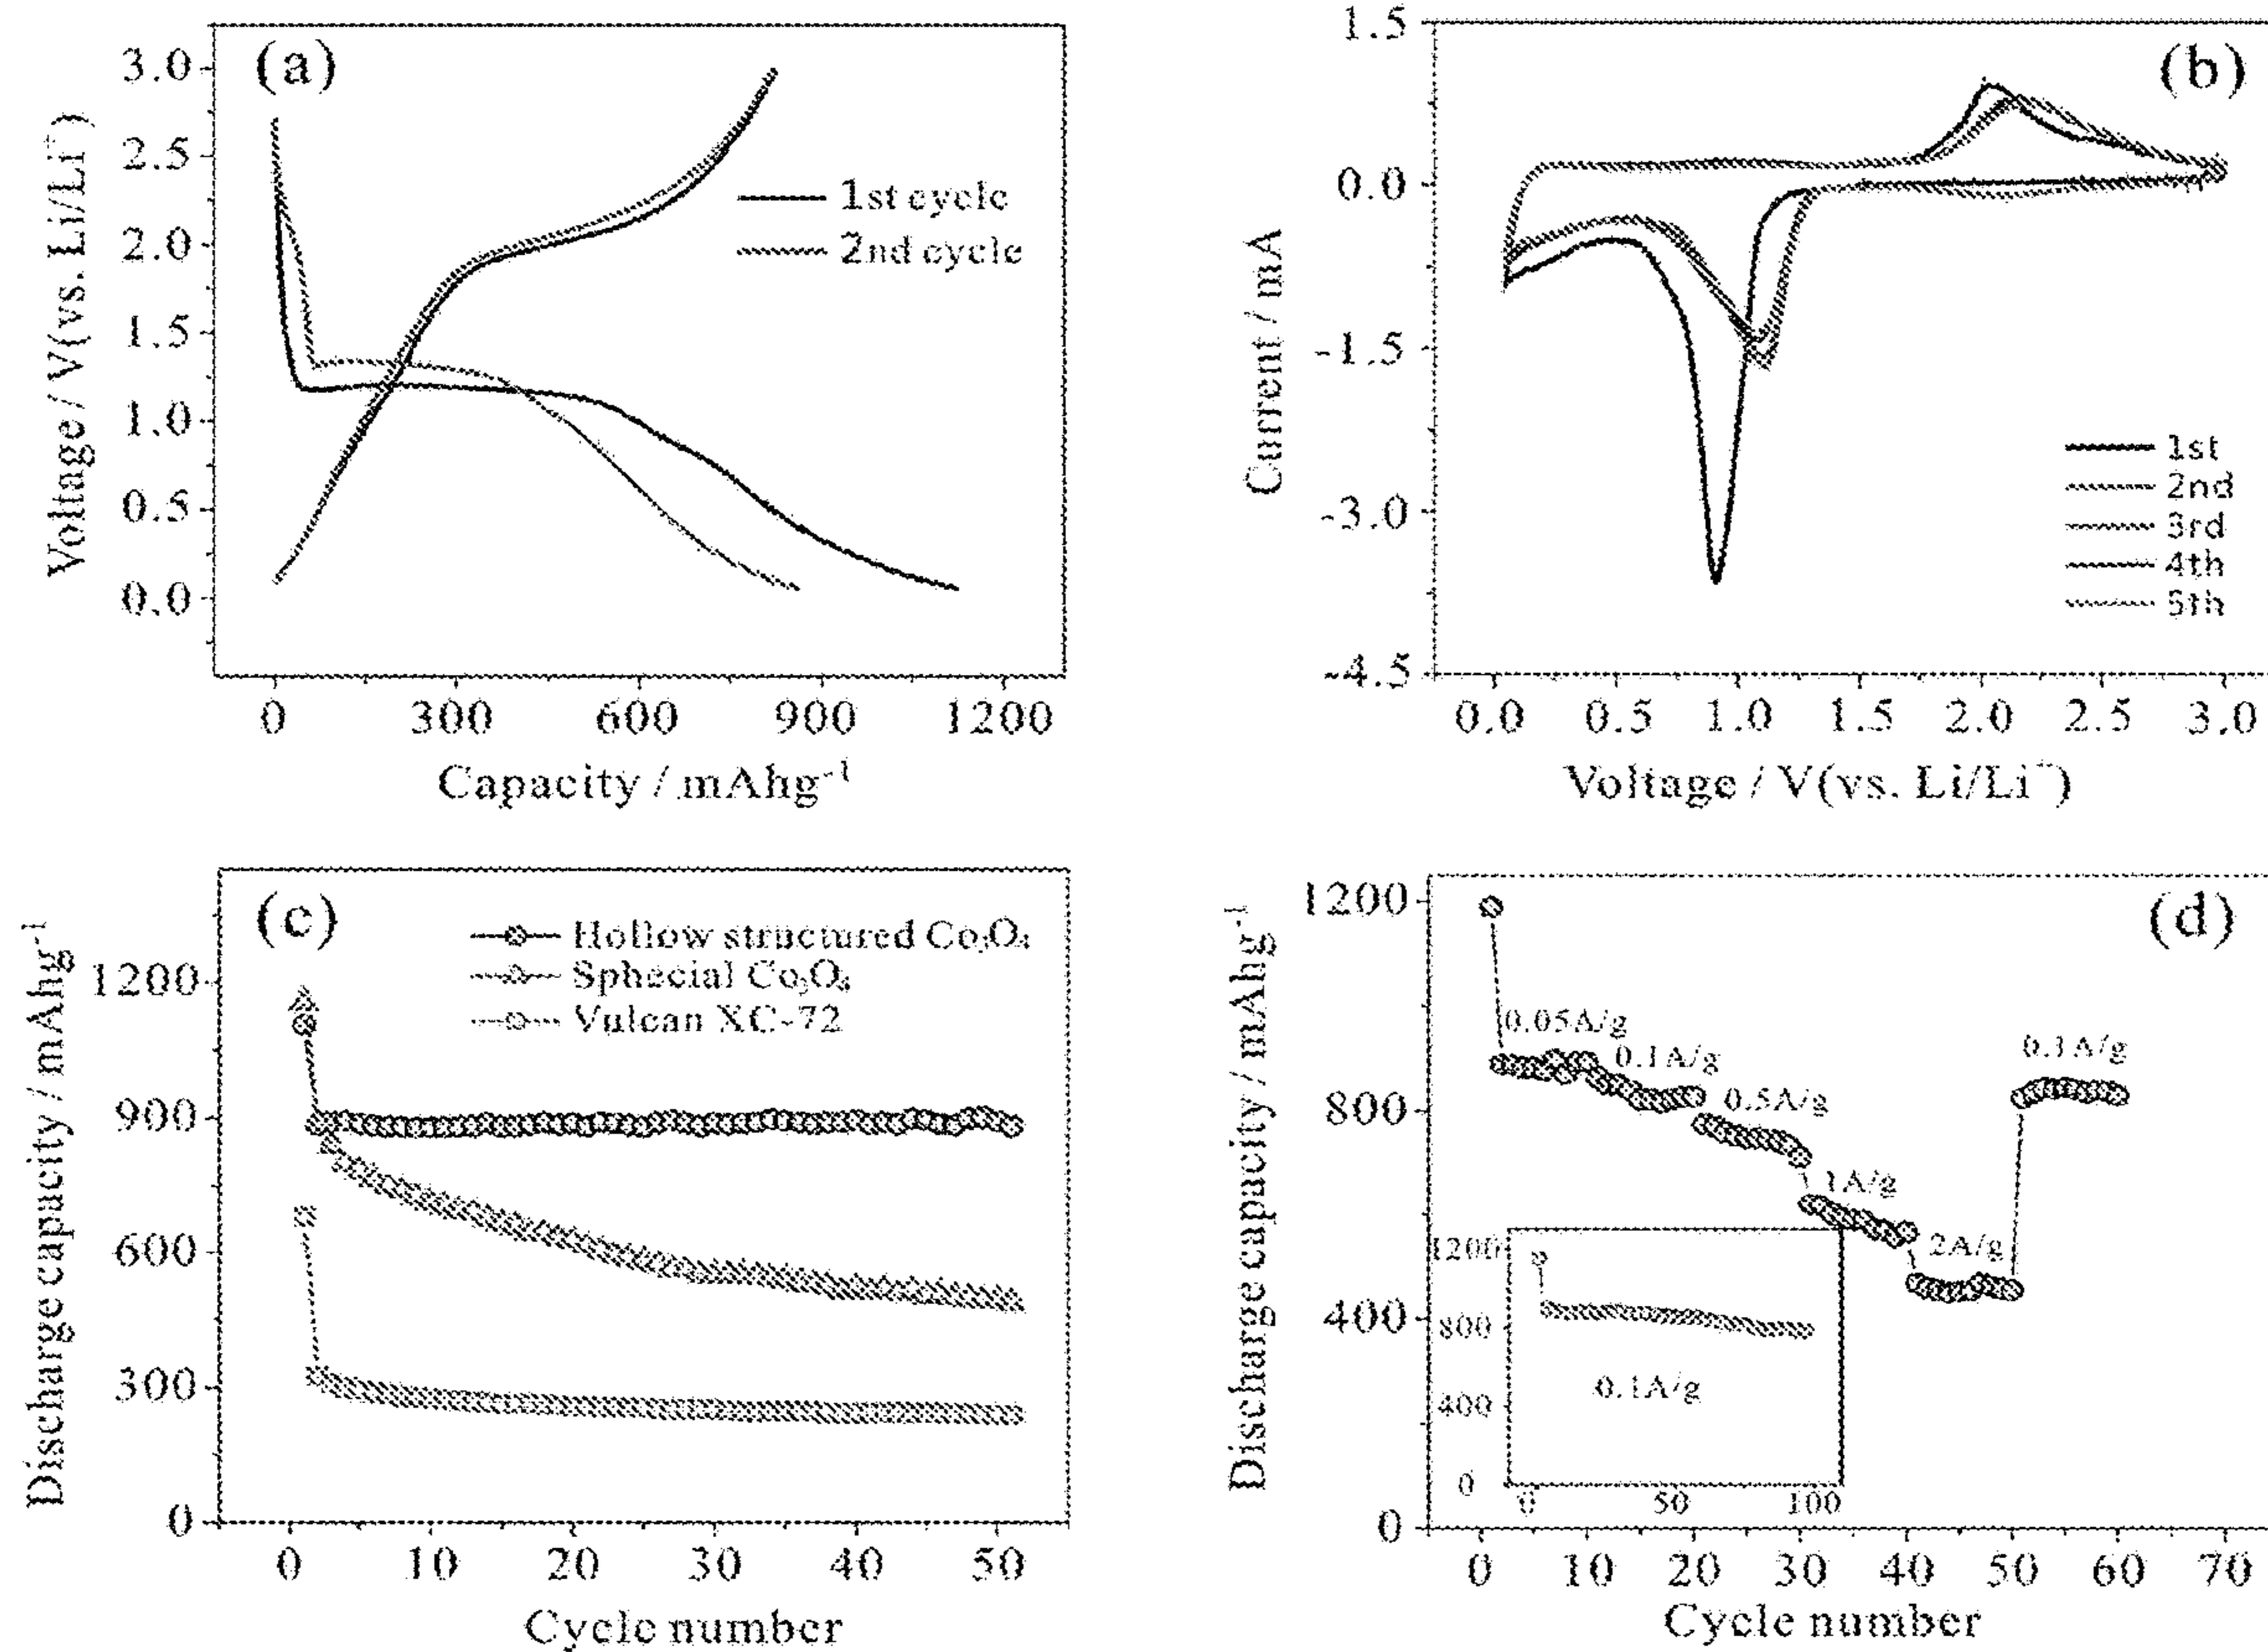 (a)
3.0
2.5
2.0
1.5
1.0
0.5
0.0
Voltage / V(vs. Li/Li⁺)
1st cycle
2nd cycle
0 300 600 900 1200
Capacity / mAhg⁻¹
(b)
1.5
0.0
-1.5
-3.0
-4.5
Current / mA
1st
2nd
3rd
4th
5th
0.0 0.5 1.0 1.5 2.0 2.5 3.0
Voltage / V(vs. Li/Li⁺)
(c)
1200
900
600
300
0
Discharge capacity / mAhg⁻¹
Hollow structured Co₃O₄
Sphecial Co₃O₄
Vulcan XC-72
0 10 20 30 40 50
Cycle number
(d)
1200
800
400
0
Discharge capacity / mAhg⁻¹
0.05A/g
0.1A/g
0.5A/g
1A/g
2A/g
0.1A/g
1200
800
400
0
0.1A/g
0 50 100
0 10 20 30 40 50 60 70
Cycle number